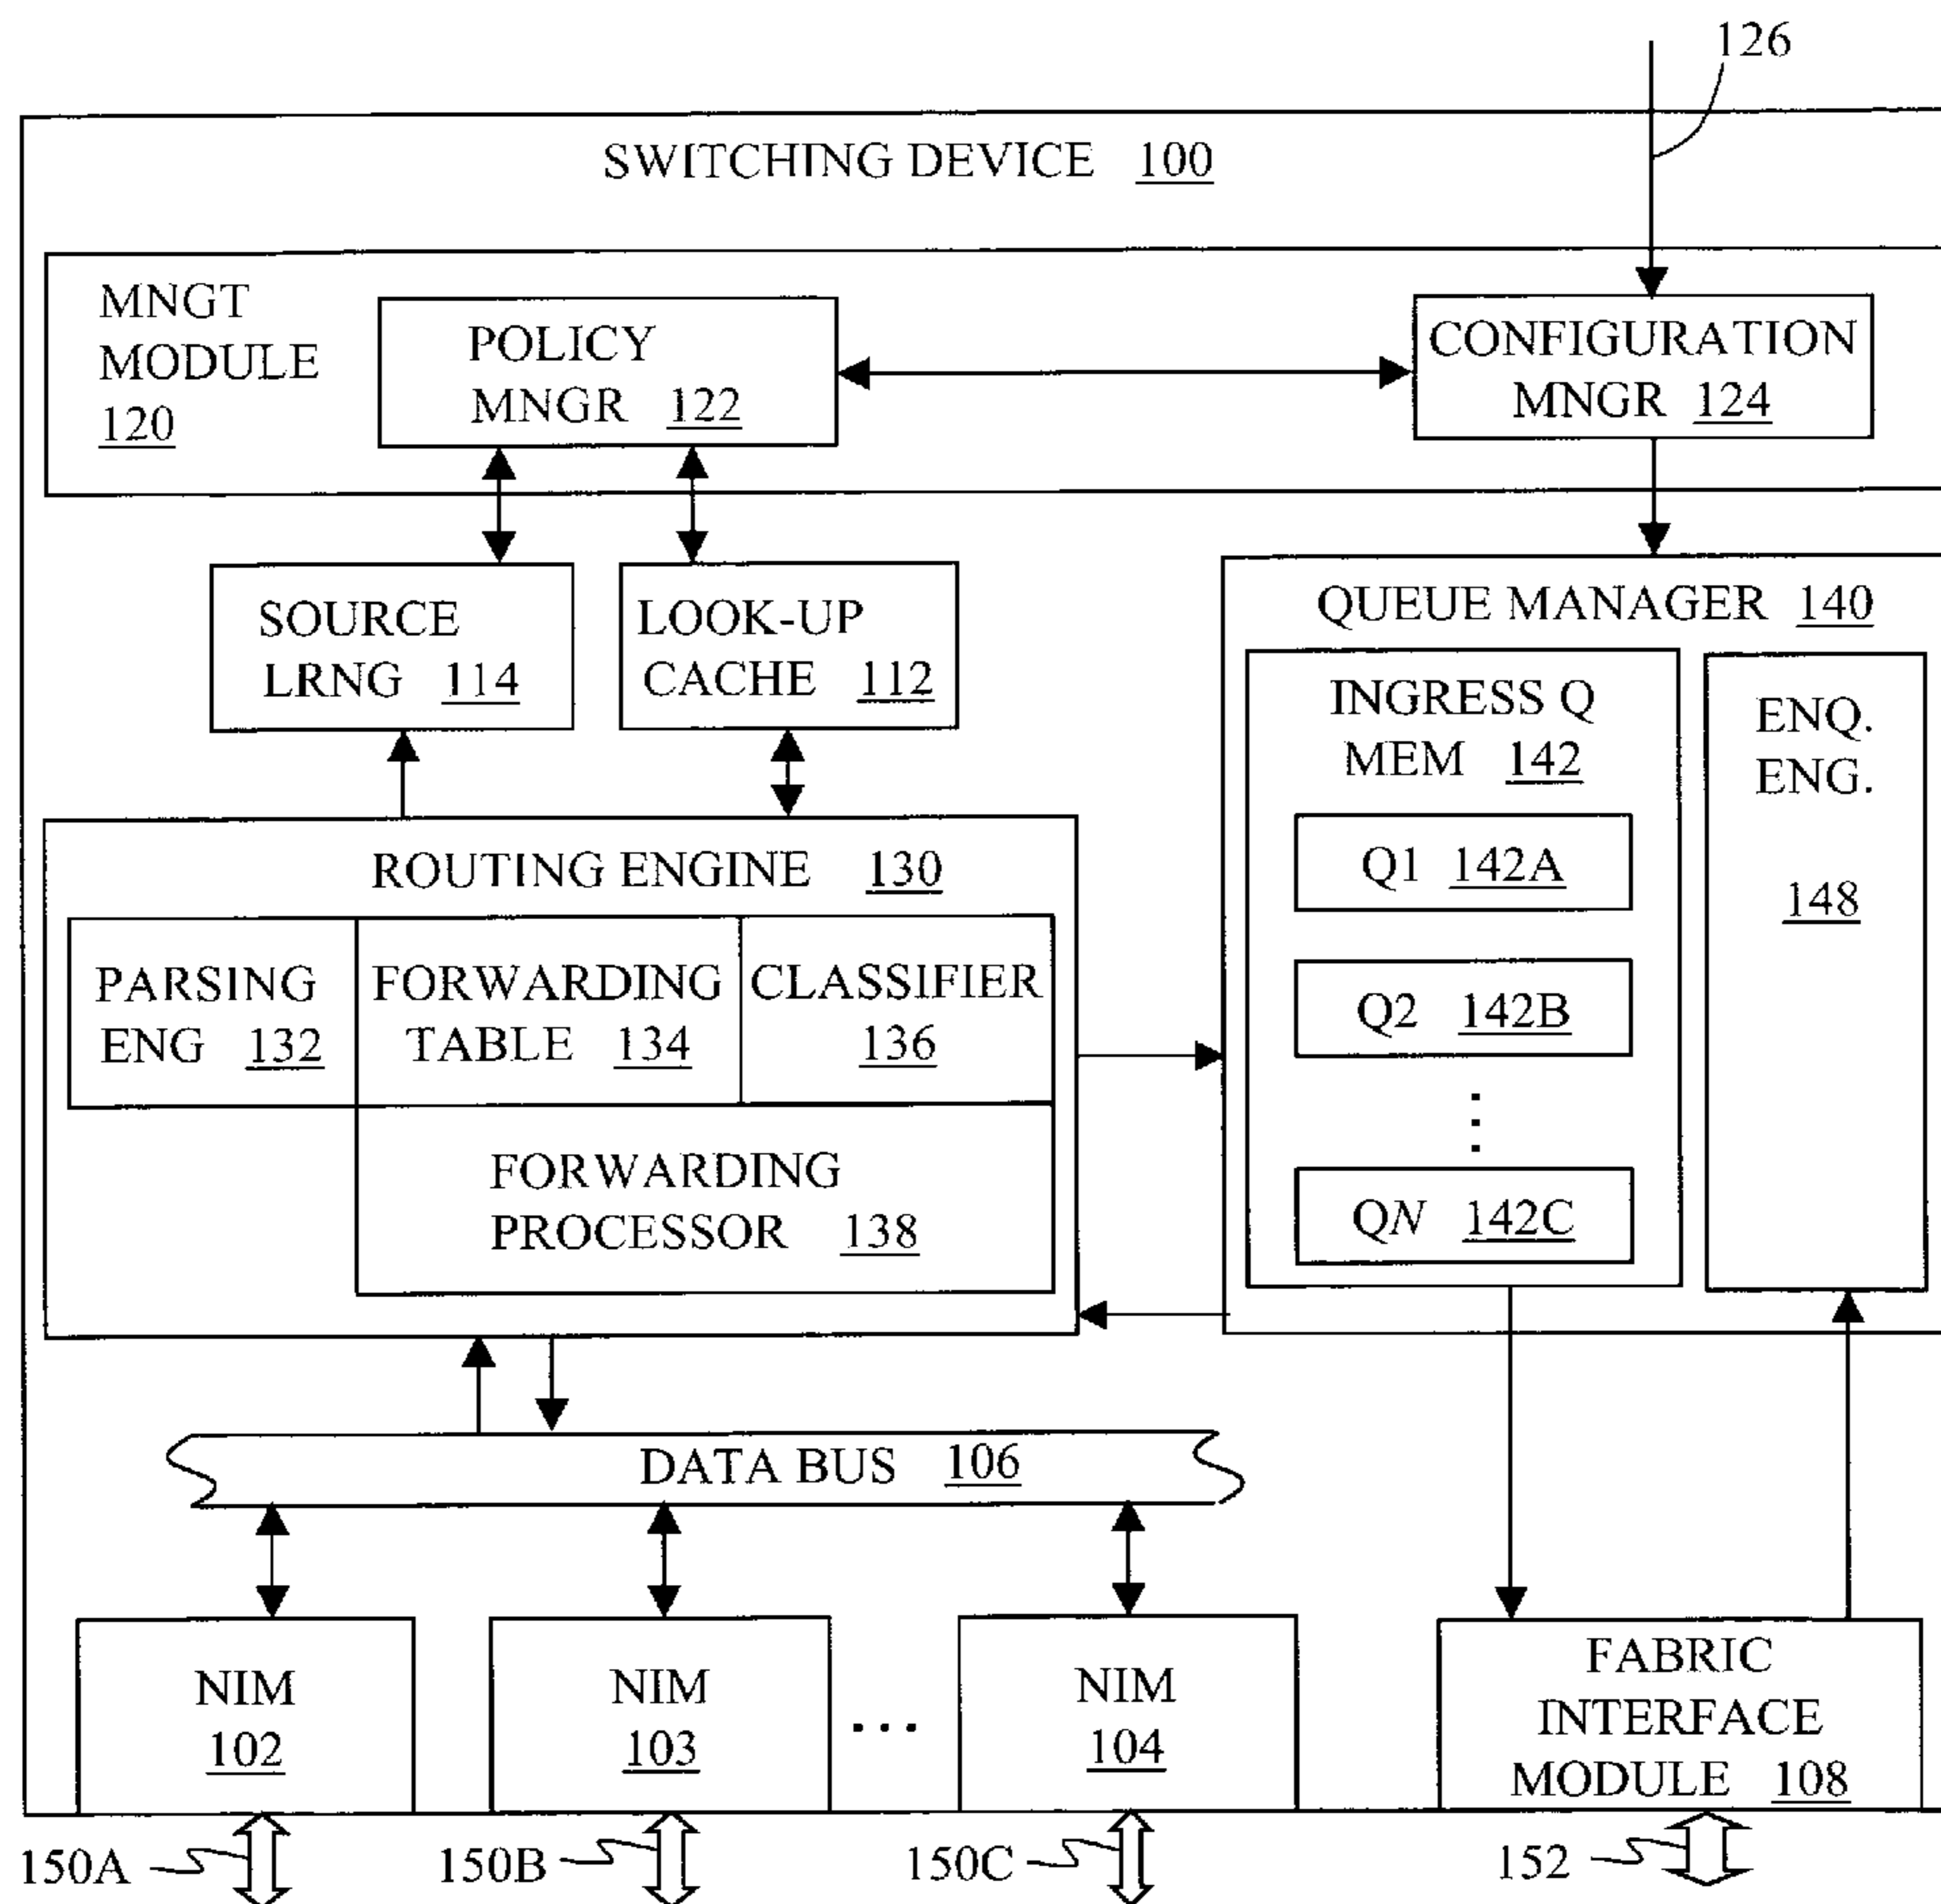 126
SWITCHING DEVICE 100
MNGT
MODULE
120
POLICY
MNGR 122
CONFIGURATION
MNGR 124
SOURCE
LRNG 114
LOOK-UP
CACHE 112
QUEUE MANAGER 140
INGRESS Q
MEM 142
Q1 142A
Q2 142B
⋮
QN 142C
ENQ.
ENG.
148
ROUTING ENGINE 130
PARSING
ENG 132
FORWARDING
TABLE 134
CLASSIFIER
136
FORWARDING
PROCESSOR 138
DATA BUS 106
NIM
102
NIM
103
...
NIM
104
FABRIC
INTERFACE
MODULE 108
150A
150B
150C
152